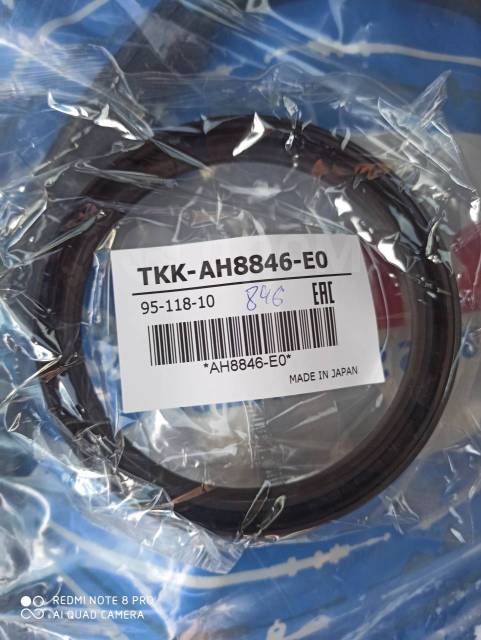 TKK-AH8846-E0
95-118-10 846 EAC
*AH8846-E0*
MADE IN JAPAN
REDMI NOTE 8 PRO
AI QUAD CAMERA